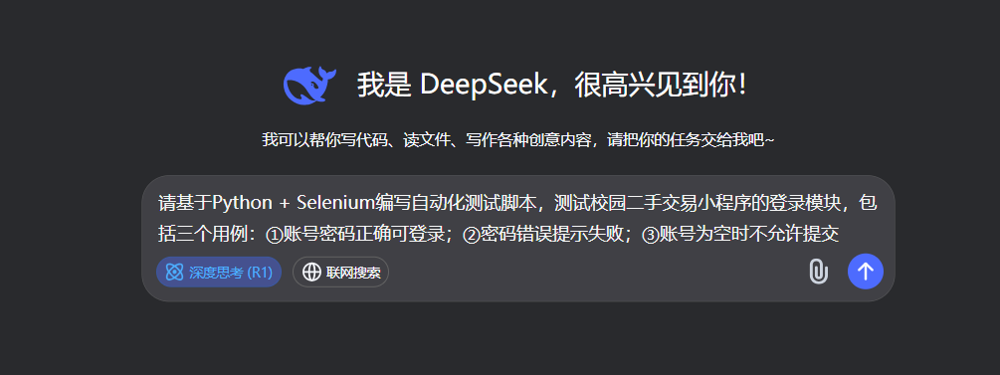 我是 DeepSeek，很高兴见到你！
我可以帮你写代码、读文件、写作各种创意内容，请把你的任务交给我吧~
请基于Python + Selenium编写自动化测试脚本，测试校园二手交易小程序的登录模块，包
括三个用例：①账号密码正确可登录；②密码错误提示失败；③账号为空时不允许提交
深度思考 (R1) 联网搜索